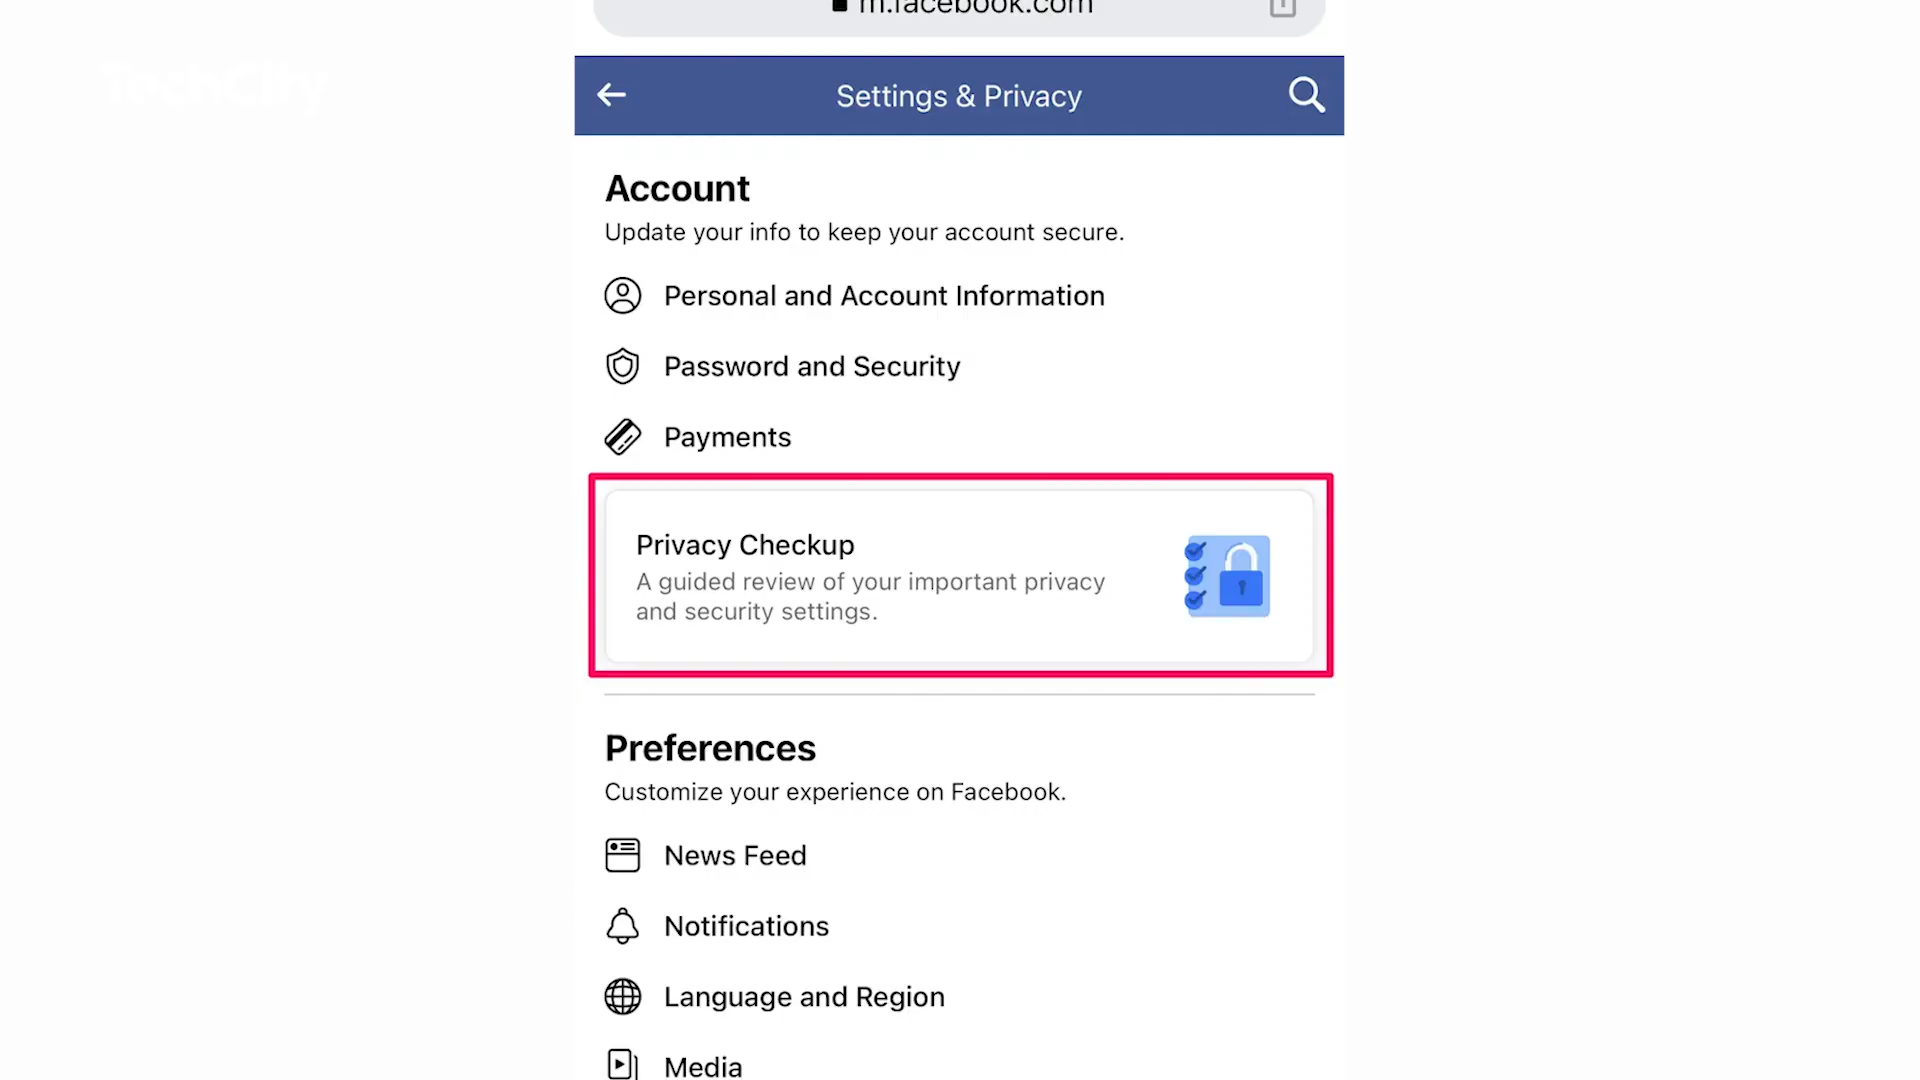 m.facebook.com
TechCity
Settings & Privacy
Account
Update your info to keep your account secure.
Personal and Account Information
Password and Security
Payments
Privacy Checkup
A guided review of your important privacy
and security settings.
Preferences
Customize your experience on Facebook.
News Feed
Notifications
Language and Region
Media